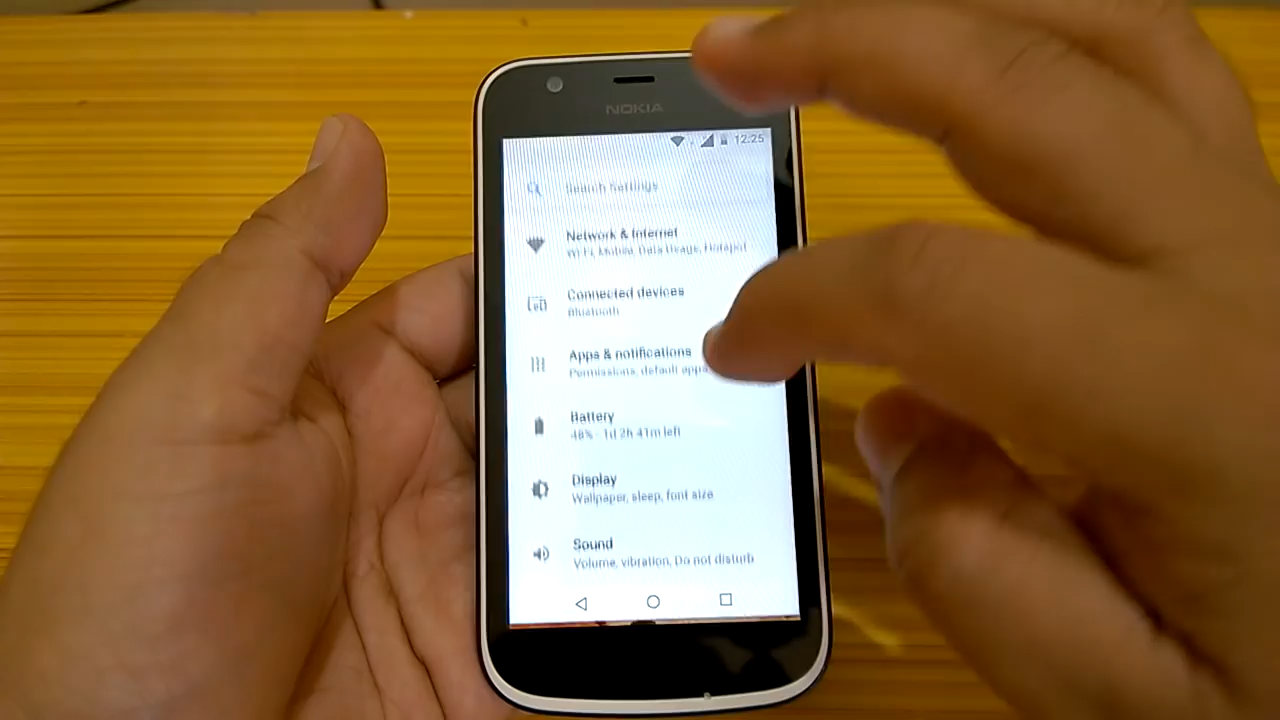 NOKIA
12:25
Search Settings
Network & Internet
Wi-Fi, Mobile, Data Usage, Hotspot
Connected devices
Bluetooth
Apps & notifications
Permissions, default apps
Battery
48% - 1d 2h 41m left
Display
Wallpaper, sleep, font size
Sound
Volume, vibration, Do not disturb